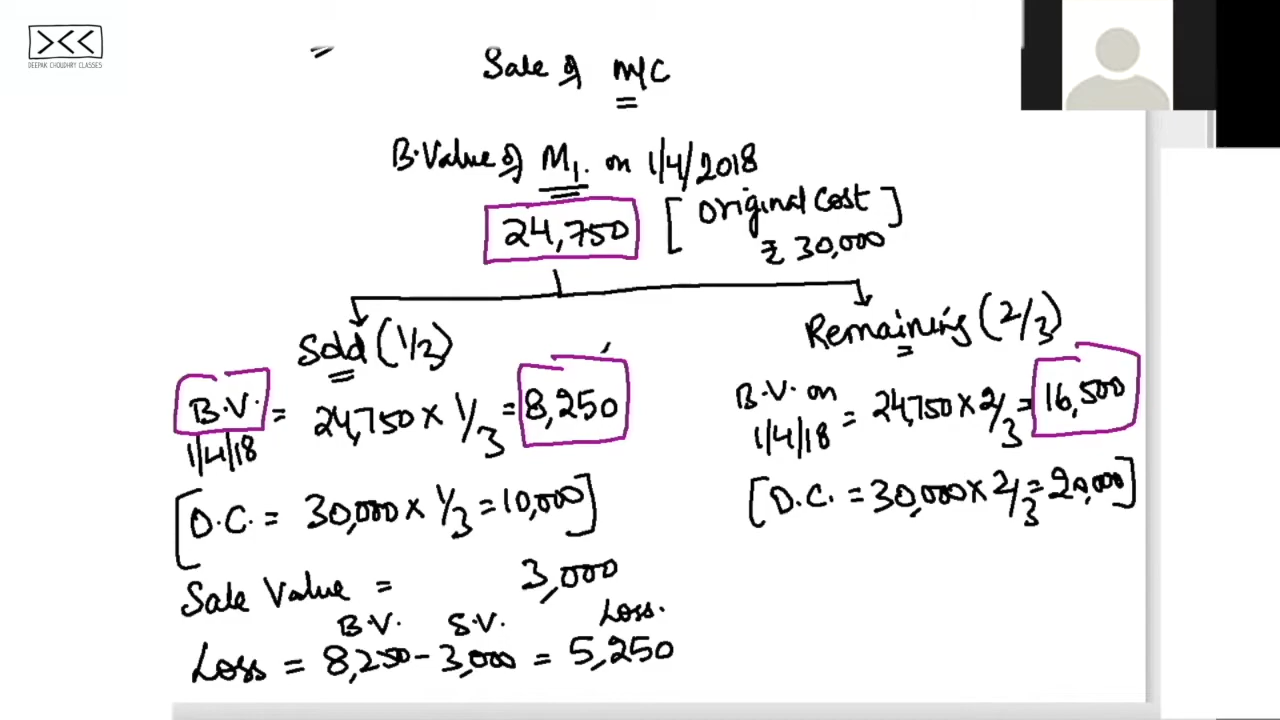 DEEPAK CHOUDHRY CLASSES
Sale of M/C
B.Value of M1. on 1/4/2018
24,750 [Original Cost ₹ 30,000]
Sold (1/3)
B.V. 1/4/18 = 24,750 × 1/3 = 8,250
[O.C. = 30,000 × 1/3 = 10,000]
Sale Value = 3,000
B.V. S.V. Loss.
Loss = 8,250 - 3,000 = 5,250
Remaining (2/3)
B.V. on 1/4/18 = 24,750 × 2/3 = 16,500
[O.C. = 30,000 × 2/3 = 20,000]